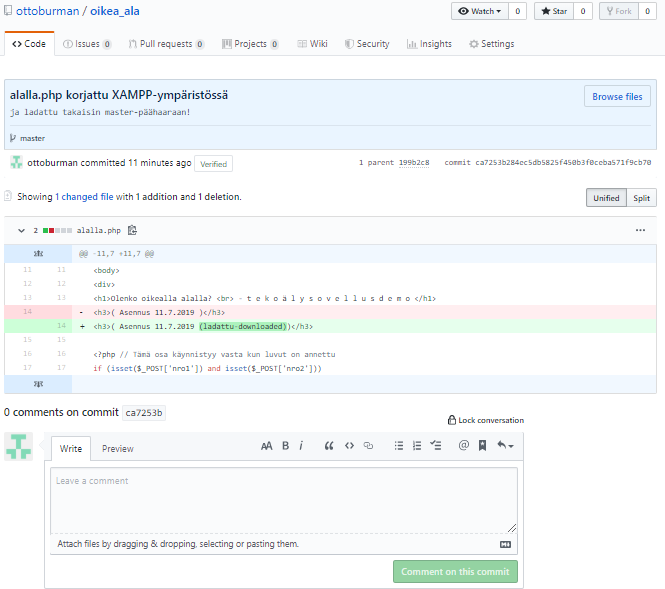 ottoburman / oikea_ala
Watch 0 Star 0 Fork 0
Code Issues 0 Pull requests 0 Projects 0 Wiki Security Insights Settings
alalla.php korjattu XAMPP-ympäristössä
Browse files
ja ladattu takaisin master-päähaaraan!
master
ottoburman committed 11 minutes ago Verified
1 parent 199b2c8 commit ca7253b284ec5db5825f450b3f0ceba571f9cb70
Showing 1 changed file with 1 addition and 1 deletion.
Unified Split
2 alalla.php
@@ -11,7 +11,7 @@
11 11 <body>
12 12 <div>
13 13 <h1>Olenko oikealla alalla? <br> - t e k o ä l y s o v e l l u s d e m o </h1>
14 - <h3>( Asennus 11.7.2019 )</h3>
14 + <h3>( Asennus 11.7.2019 (ladattu-downloaded))</h3>
15 15
16 16 <?php // Tämä osa käynnistyy vasta kun luvut on annettu
17 17 if (isset($_POST['nro1']) and isset($_POST['nro2']))
0 comments on commit ca7253b
Lock conversation
Write Preview
AA B i
Leave a comment
Attach files by dragging & dropping, selecting or pasting them.
Comment on this commit